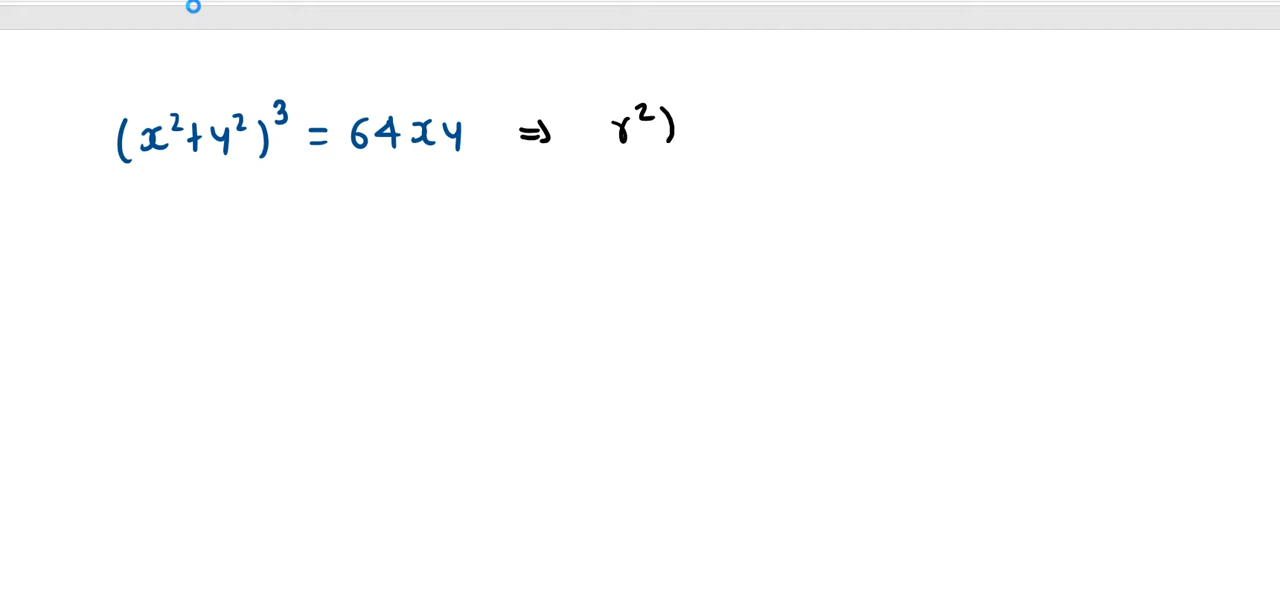 (x²+y²)³ = 64xy ⇒ r²)